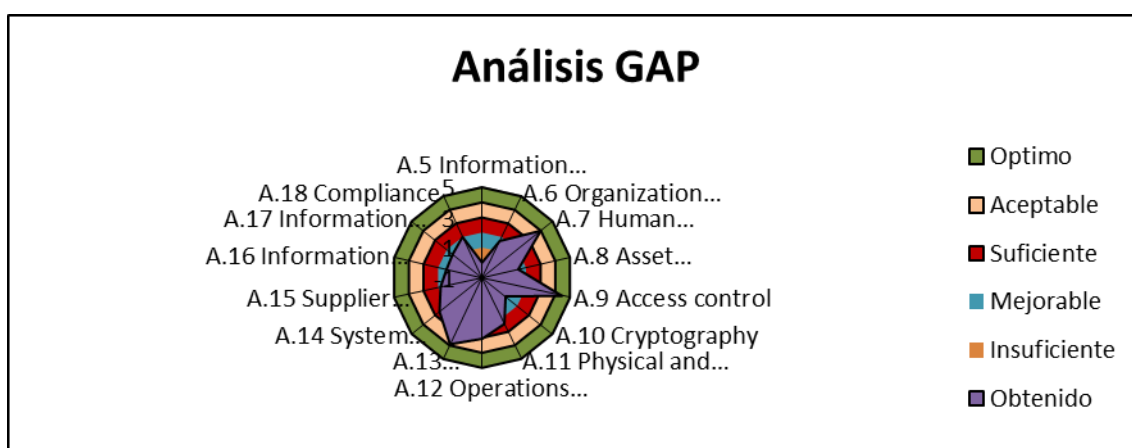 Análisis GAP
A.5 Information...
A.18 Compliance
5
A.6 Organization...
A.17 Information...
3
A.7 Human...
A.16 Information...
1
A.8 Asset...
-1
A.15 Supplier...
A.9 Access control
A.14 System...
A.10 Cryptography
A.13...
A.11 Physical and...
A.12 Operations...
Optimo
Aceptable
Suficiente
Mejorable
Insuficiente
Obtenido